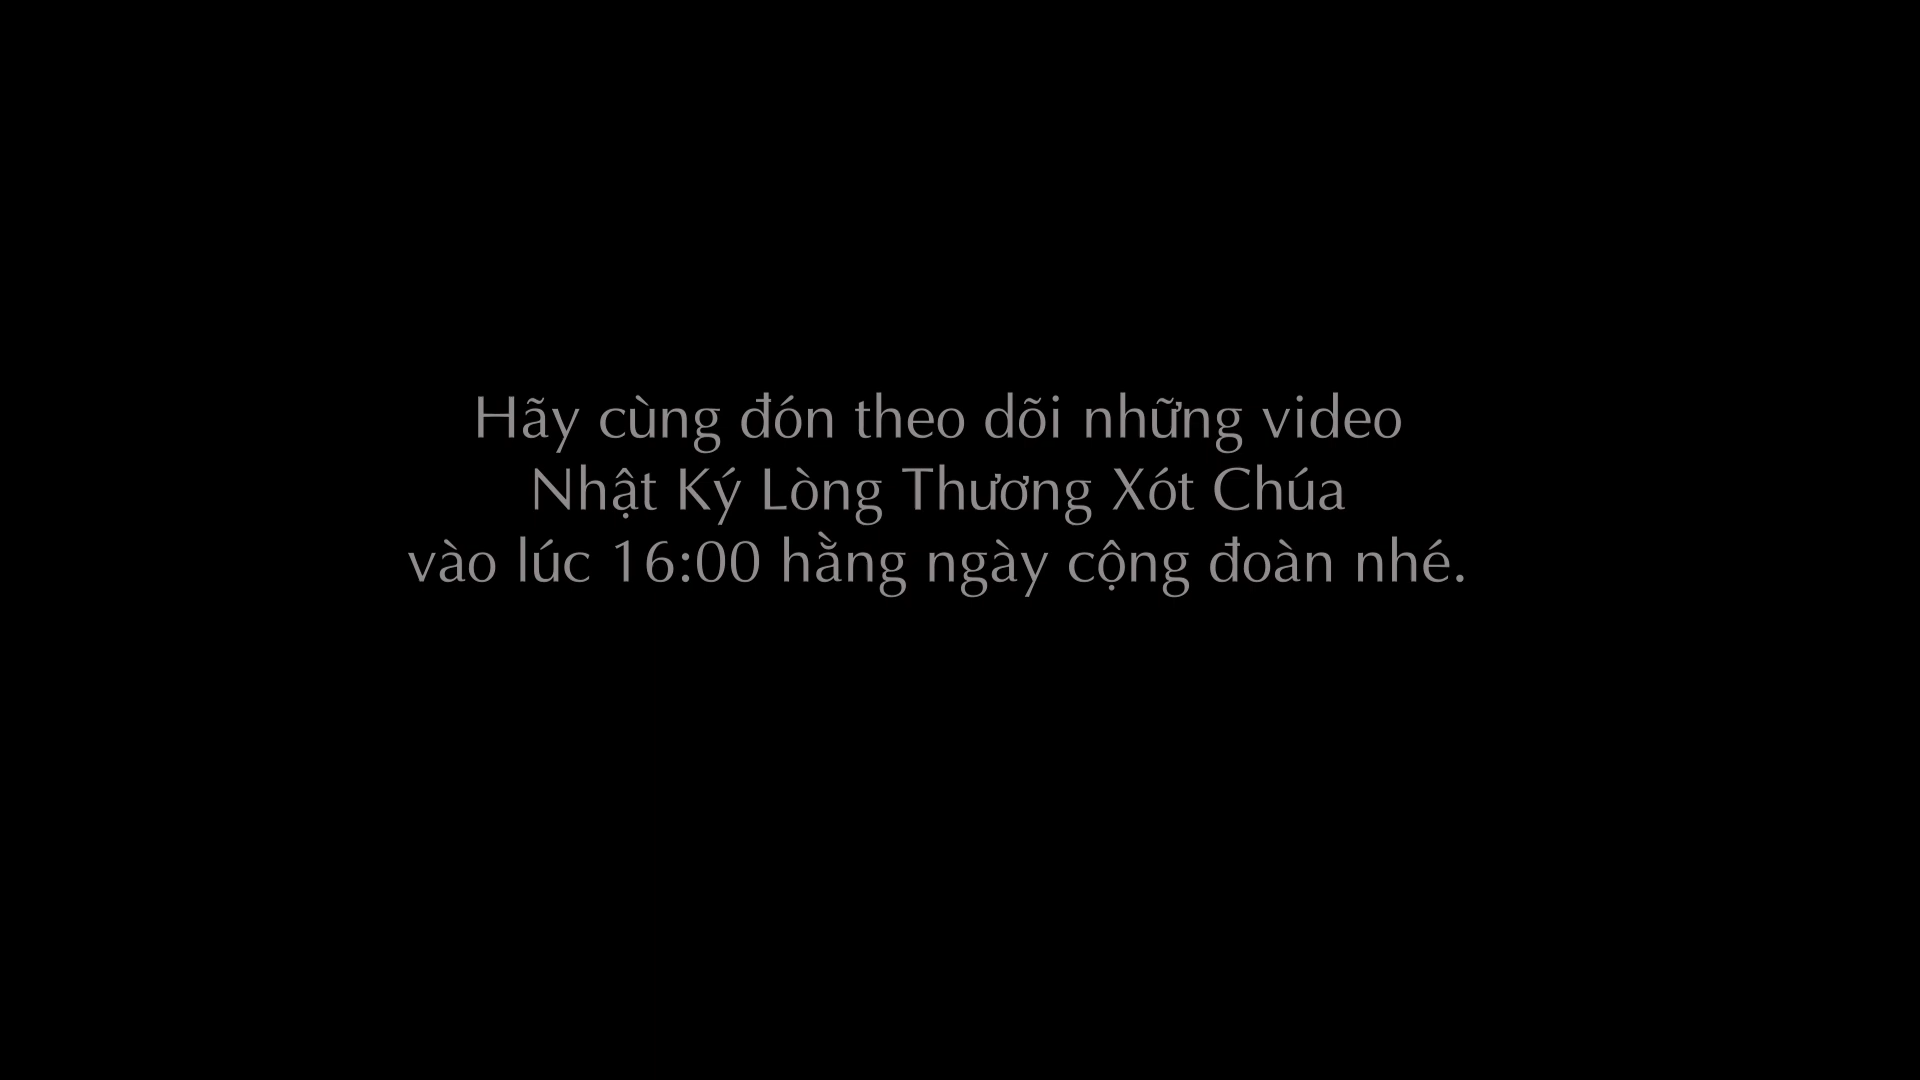 Hãy cùng đón theo dõi những video
Nhật Ký Lòng Thương Xót Chúa
vào lúc 16:00 hằng ngày cộng đoàn nhé.